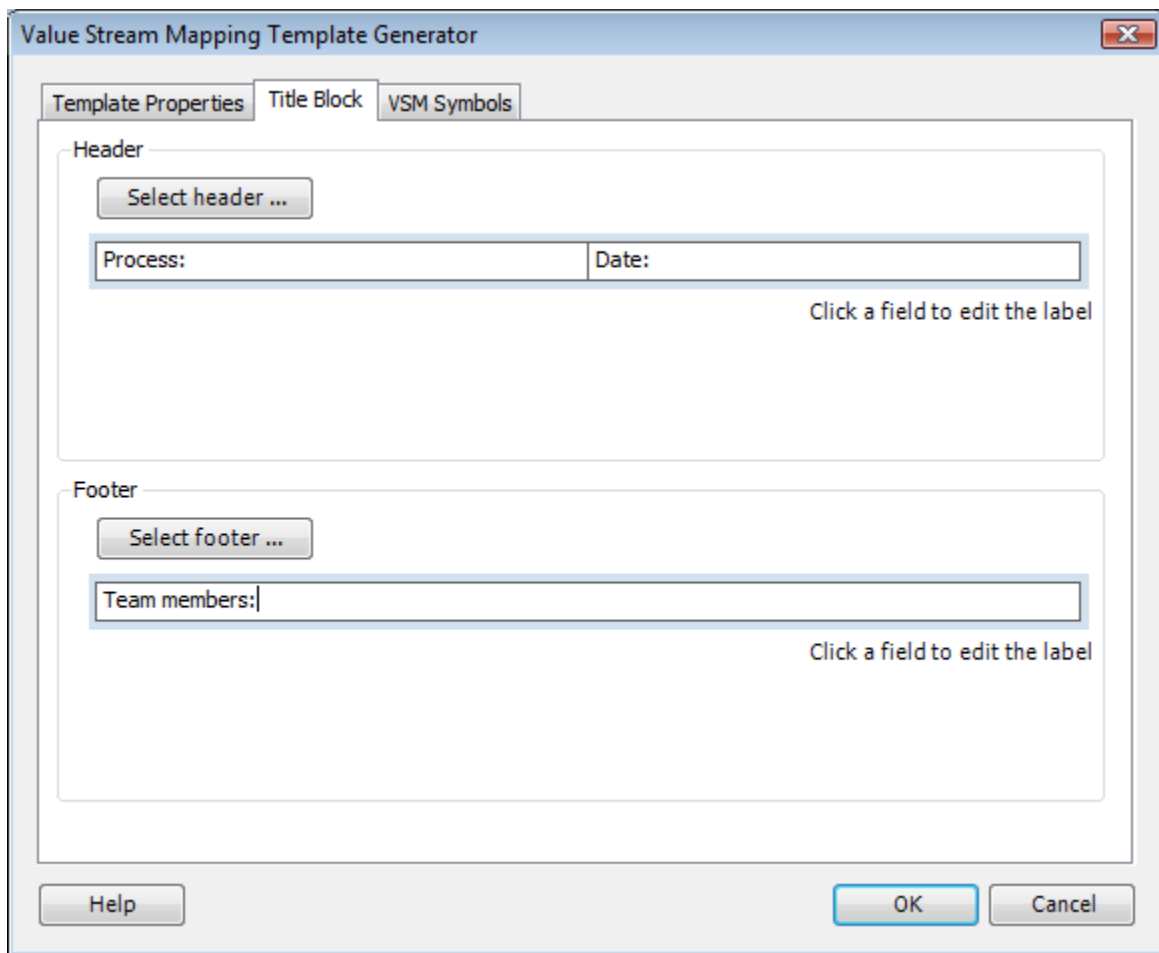 Value Stream Mapping Template Generator
Template Properties Title Block VSM Symbols
Header
Select header ...
Process: Date:
Click a field to edit the label
Footer
Select footer ...
Team members:
Click a field to edit the label
Help OK Cancel